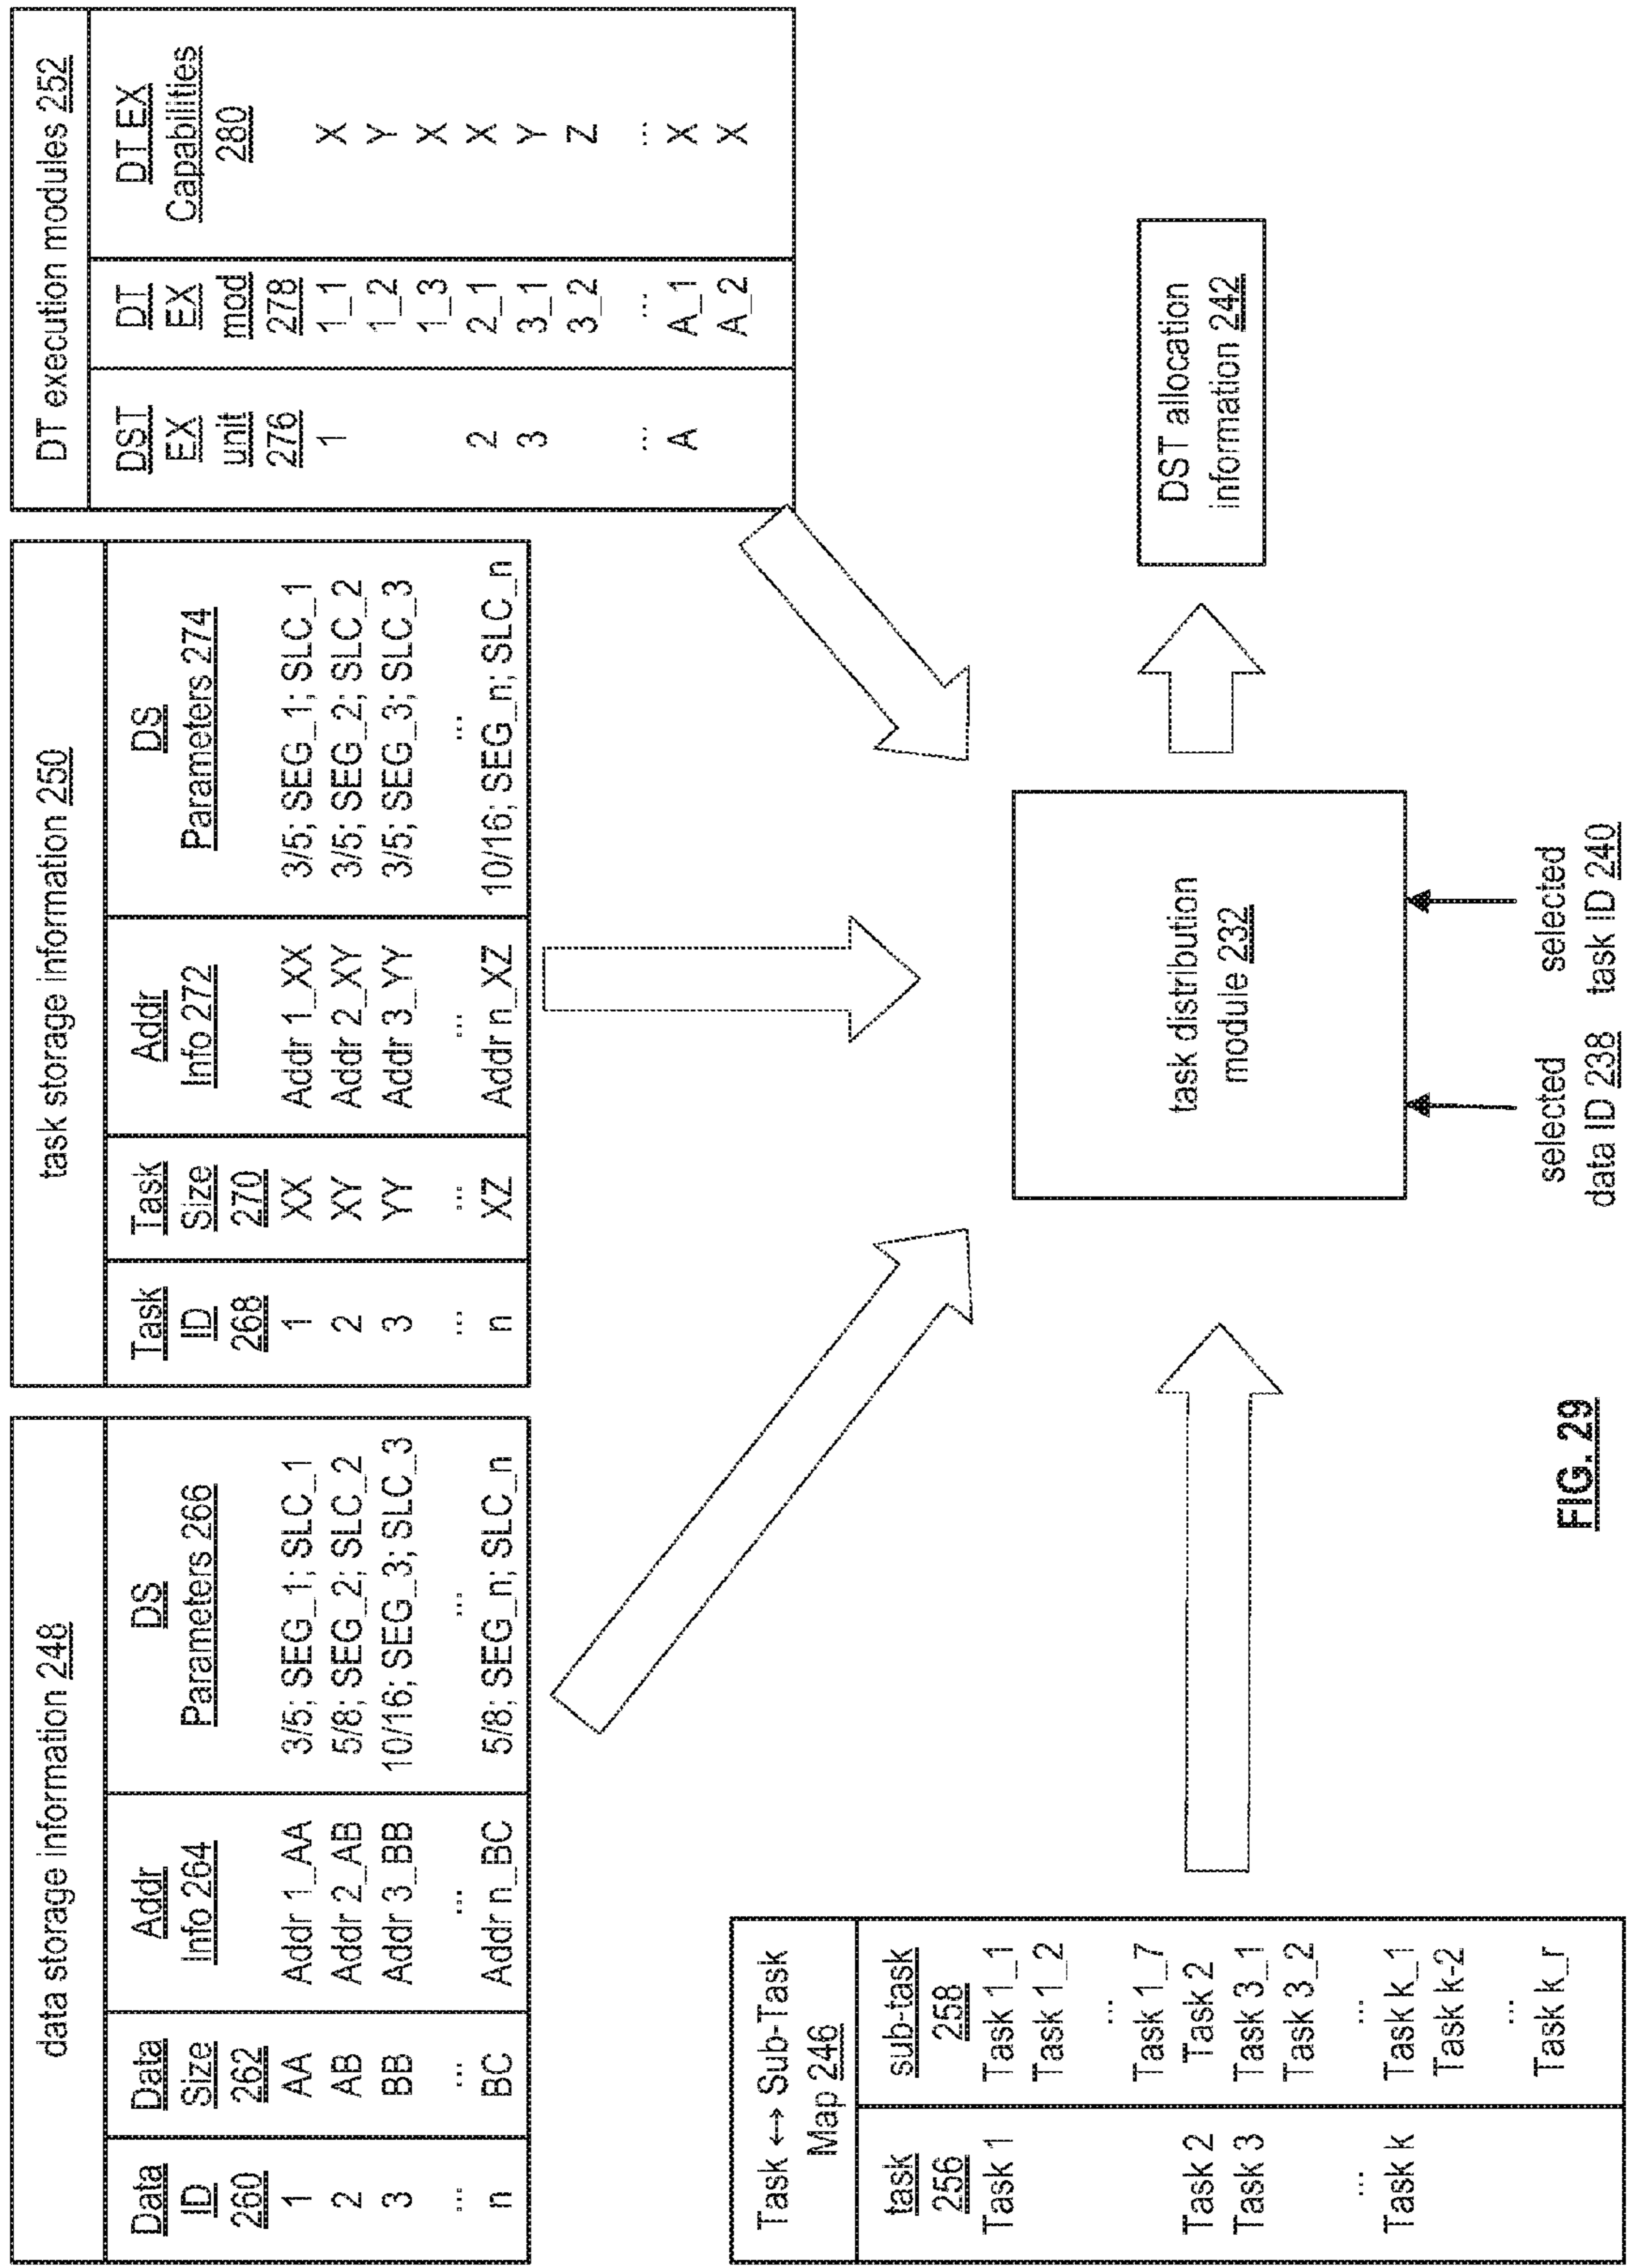 data storage information 248
Data ID 260 | Data Size 262 | Addr Info 264 | DS Parameters 266
1 | AA | Addr 1_AA | 3/5; SEG_1; SLC_1
2 | AB | Addr 2_AB | 5/8; SEG_2; SLC_2
3 | BB | Addr 3_BB | 10/16; SEG_3; SLC_3
... | ... | ... | ...
n | BC | Addr n_BC | 5/8; SEG_n; SLC_n
task storage information 250
Task ID 268 | Task Size 270 | Addr Info 272 | DS Parameters 274
1 | XX | Addr 1_XX | 3/5; SEG_1; SLC_1
2 | XY | Addr 2_XY | 3/5; SEG_2; SLC_2
3 | YY | Addr 3_YY | 3/5; SEG_3; SLC_3
... | ... | ... | ...
n | XZ | Addr n_XZ | 10/16; SEG_n; SLC_n
DT execution modules 252
DST EX unit 276 | DT EX mod 278 | DT EX Capabilities 280
1 | 1_1 | X
1_2 | Y
1_3 | X
2 | 2_1 | X
3 | 3_1 | Y
3_2 | Z
... | ... | ...
A | A_1 | X
A_2 | X
Task ↔ Sub-Task
Map 246
task 256 | sub-task 258
Task 1 | Task 1_1
Task 1_2
...
Task 1_7
Task 2 | Task 2
Task 3 | Task 3_1
Task 3_2
... | ...
Task k | Task k_1
Task k-2
...
Task k_r
task distribution
module 232
DST allocation
information 242
selected
data ID 238
selected
task ID 240
FIG. 29